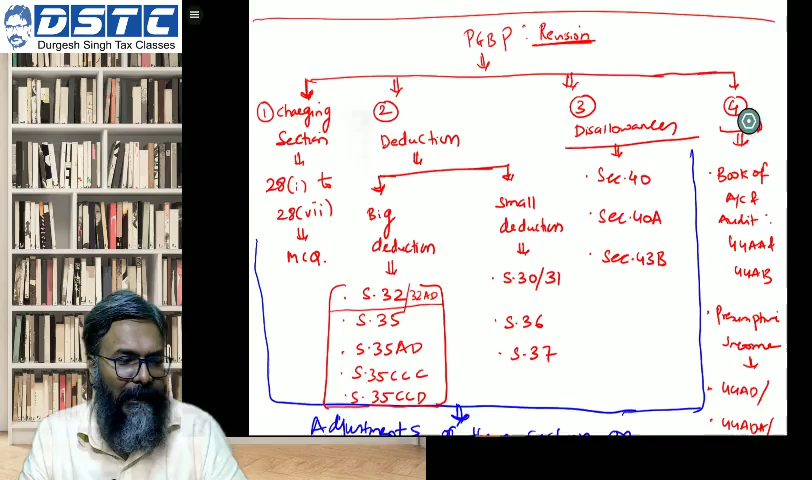 DSTC
Durgesh Singh Tax Classes
PGBP : Revision
① Charging Section
28(i) to
28(vii)
MCQ.
②
Deduction
Big deduction
· S.32/32AD
· S.35
· S.35AD
· S.35CCC
· S.35CCD
Small deduction
· S.30/31
· S.36
· S.37
③
Disallowances
· Sec.40
· Sec.40A
· Sec.43B
④
· Book of
A/c &
Audit :
44AA &
44AB
· Presumptive
Income
· 44AD/
· 44ADA/
Adjustments of